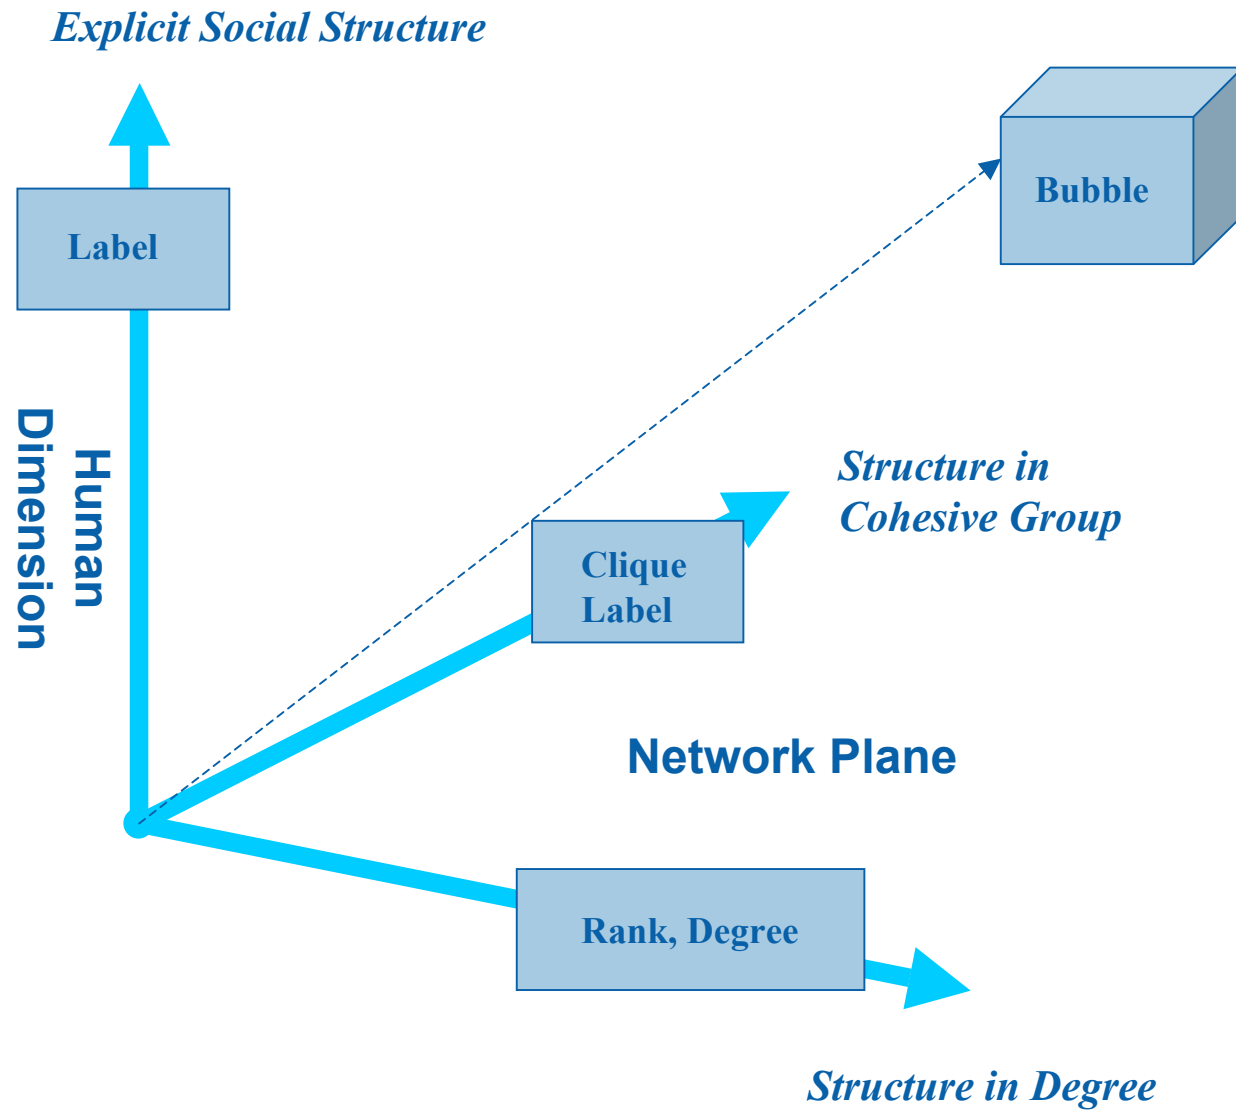 Explicit Social Structure
Bubble
Label
Human
Dimension
Structure in
Cohesive Group
Clique
Label
Network Plane
Rank, Degree
Structure in Degree